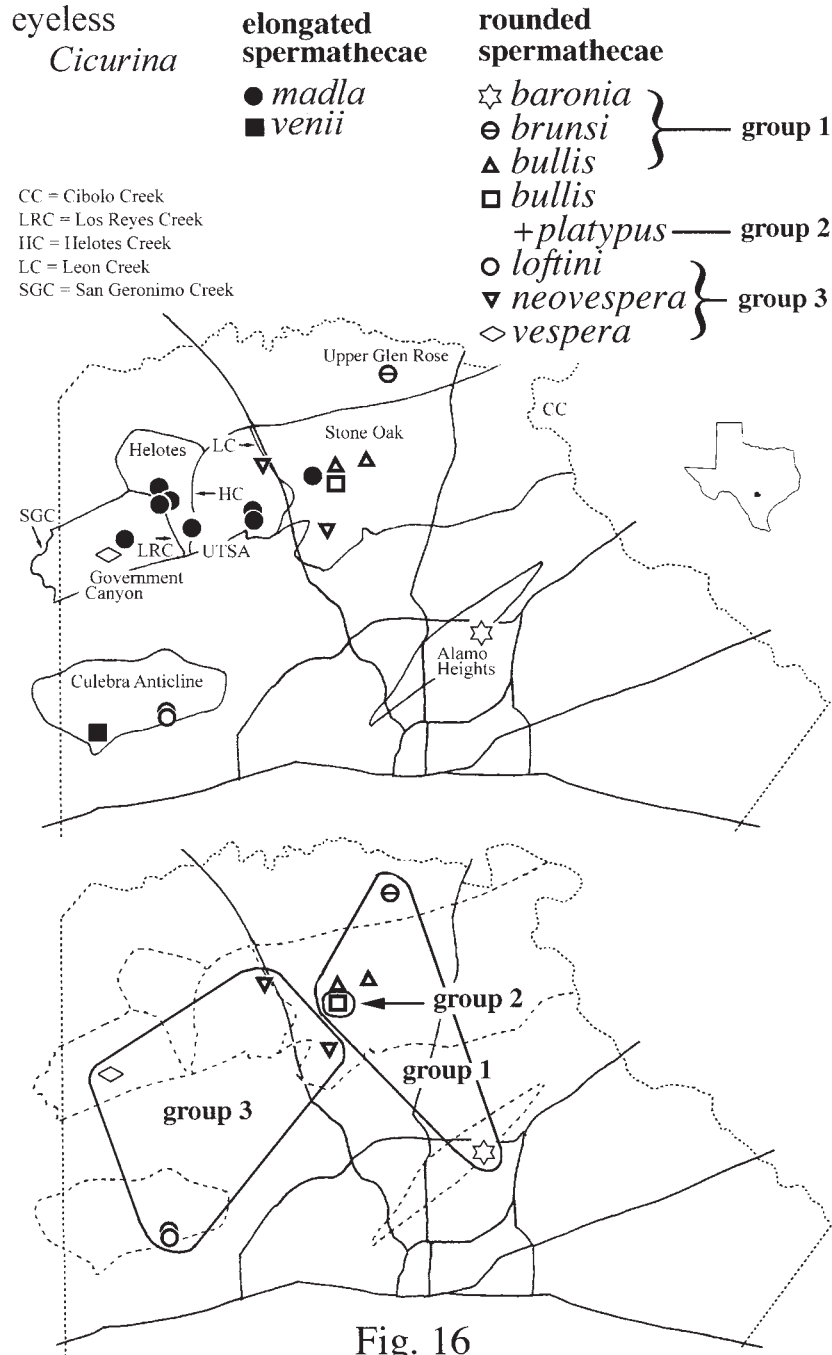 eyeless
Cicurina
elongated
spermathecae
madla
venii
rounded
spermathecae
baronia
brunsi
bullis
group 1
bullis
+platypus
group 2
loftini
neovespera
vespera
group 3
CC = Cibolo Creek
LRC = Los Reyes Creek
HC = Helotes Creek
LC = Leon Creek
SGC = San Geronimo Creek
Upper Glen Rose
CC
LC
Stone Oak
Helotes
HC
SGC
LRC
UTSA
Government
Canyon
Alamo
Heights
Culebra Anticline
group 2
group 1
group 3
Fig. 16